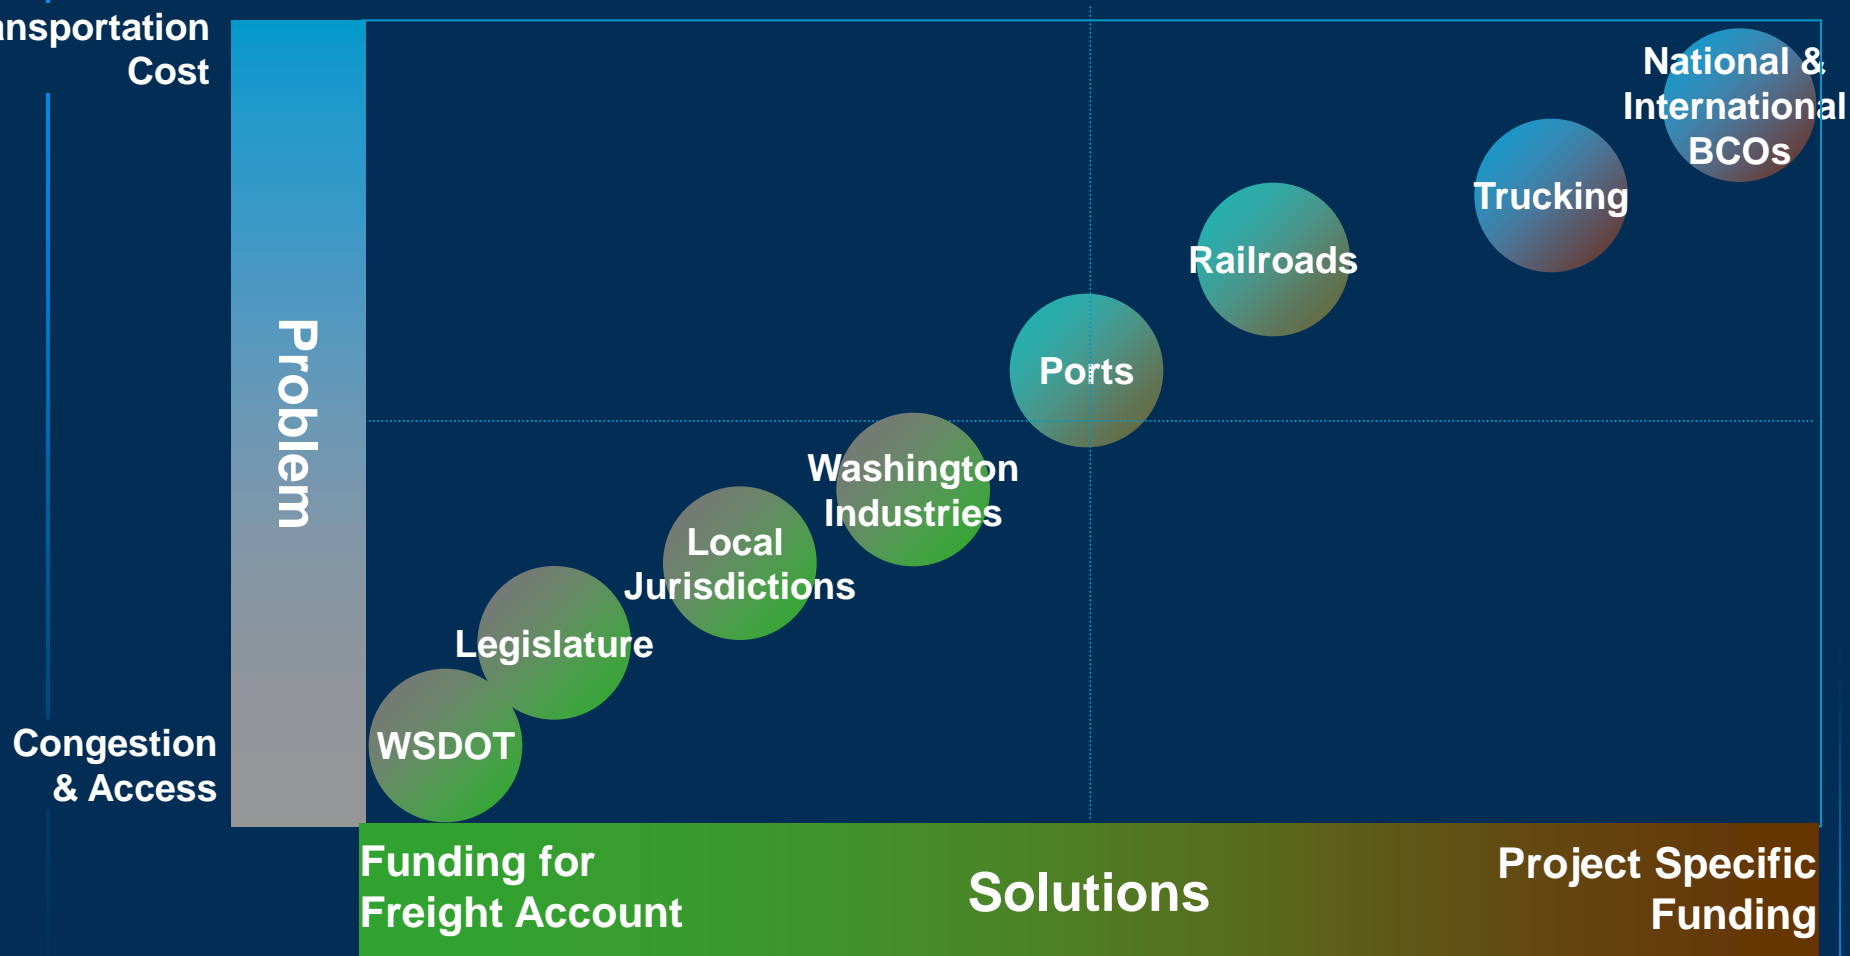 nsportation
Cost
National &
International
BCOs
Trucking
Railroads
Problem
Ports
Washington
Industries
Local
Jurisdictions
Legislature
WSDOT
Congestion
& Access
Funding for
Freight Account
Solutions
Project Specific
Funding